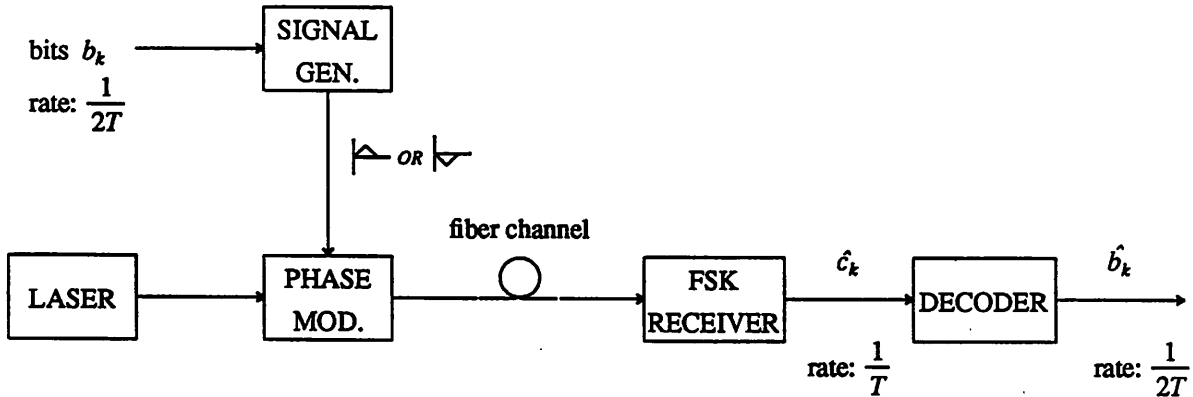 SIGNAL
GEN.
bits b_k
rate: 1/2T
OR
fiber channel
LASER
PHASE
MOD.
FSK
RECEIVER
ĉ_k
DECODER
b̂_k
rate: 1/T
rate: 1/2T